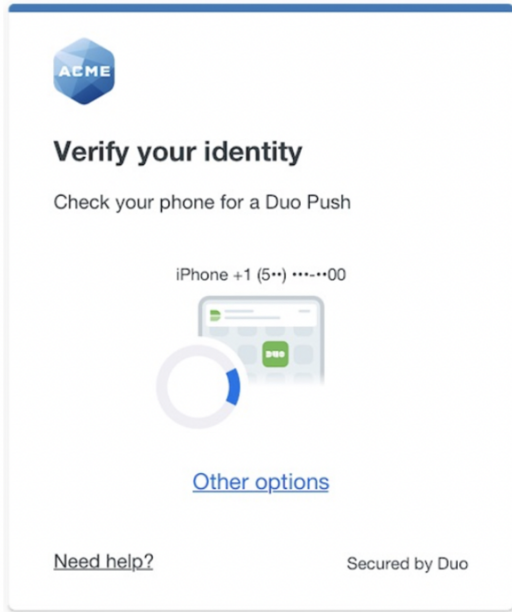 ACME
Verify your identity
Check your phone for a Duo Push
iPhone +1 (5••) •••-••00
DUO
Other options
Need help?
Secured by Duo